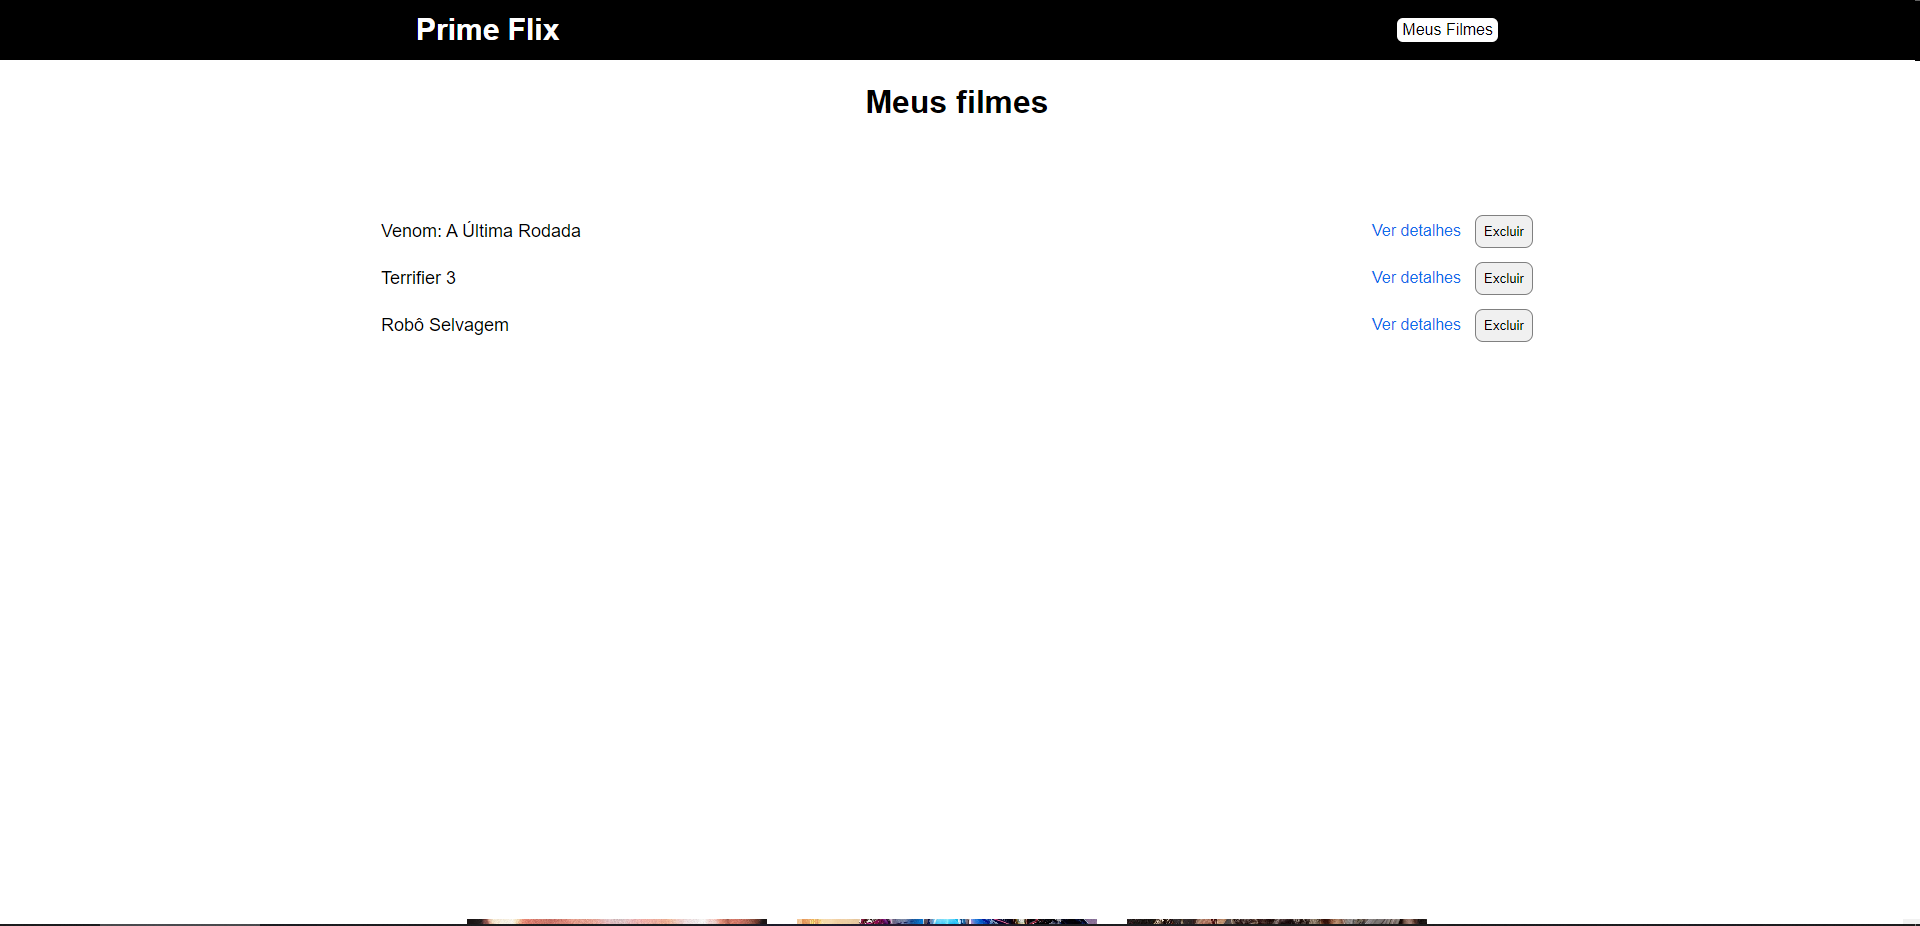 Prime Flix
Meus Filmes
Meus filmes
Venom: A Última Rodada
Ver detalhes
Excluir
Terrifier 3
Ver detalhes
Excluir
Robô Selvagem
Ver detalhes
Excluir